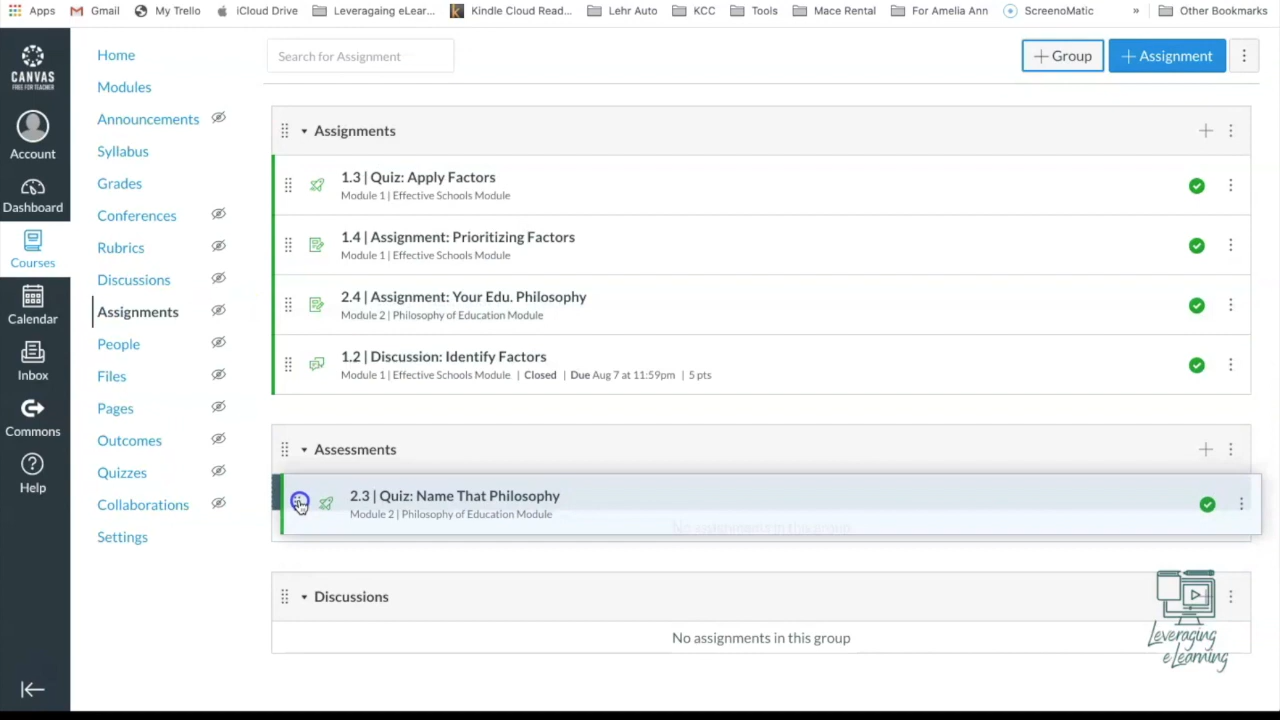 Apps Gmail My Trello iCloud Drive Leveragaing eLear... Kindle Cloud Read... Lehr Auto KCC Tools Mace Rental For Amelia Ann ScreenoMatic » Other Bookmarks
CANVAS
FREE FOR TEACHER
Account
Dashboard
Courses
Calendar
Inbox
Commons
Help
Home
Modules
Announcements
Syllabus
Grades
Conferences
Rubrics
Discussions
Assignments
People
Files
Pages
Outcomes
Quizzes
Collaborations
Settings
Search for Assignment
+ Group
+ Assignment
Assignments
1.3 | Quiz: Apply Factors
Module 1 | Effective Schools Module
1.4 | Assignment: Prioritizing Factors
Module 1 | Effective Schools Module
2.4 | Assignment: Your Edu. Philosophy
Module 2 | Philosophy of Education Module
1.2 | Discussion: Identify Factors
Module 1 | Effective Schools Module | Closed | Due Aug 7 at 11:59pm | 5 pts
Assessments
2.3 | Quiz: Name That Philosophy
Module 2 | Philosophy of Education Module
No assignments in this group
Discussions
No assignments in this group
Leveraging
eLearning